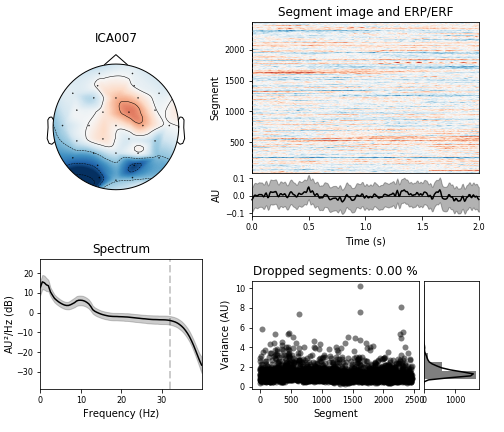 ICA007
Segment image and ERP/ERF
Segment
2000
1500
1000
500
AU
0.1
0.0
−0.1
0.0 0.5 1.0 1.5 2.0
Time (s)
Spectrum
AU²/Hz (dB)
20
10
0
−10
−20
−30
0 10 20 30
Frequency (Hz)
Dropped segments: 0.00 %
Variance (AU)
10
8
6
4
2
0
0 500 1000 1500 2000 2500
Segment
0 1000